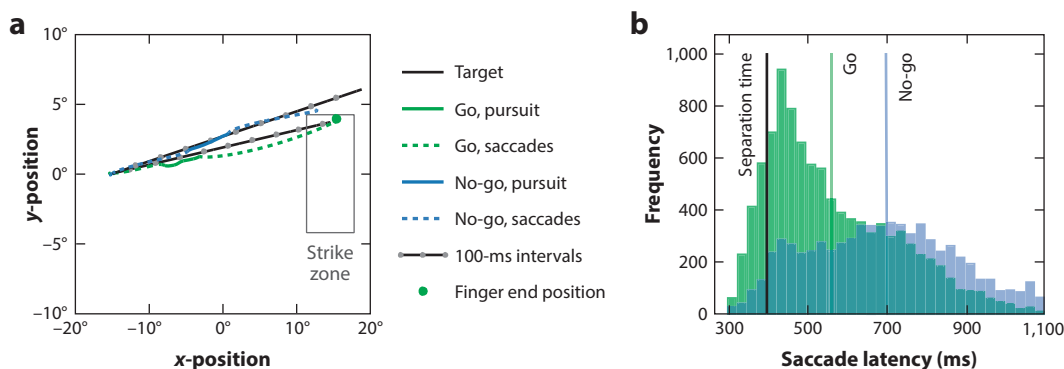 a
10°
5°
0°
−5°
−10°
−20°
−10°
0°
10°
20°
y-position
x-position
Strike
zone
Target
Go, pursuit
Go, saccades
No-go, pursuit
No-go, saccades
100-ms intervals
Finger end position
b
1,000
800
600
400
200
0
300
500
700
900
1,100
Frequency
Saccade latency (ms)
Separation time
Go
No-go